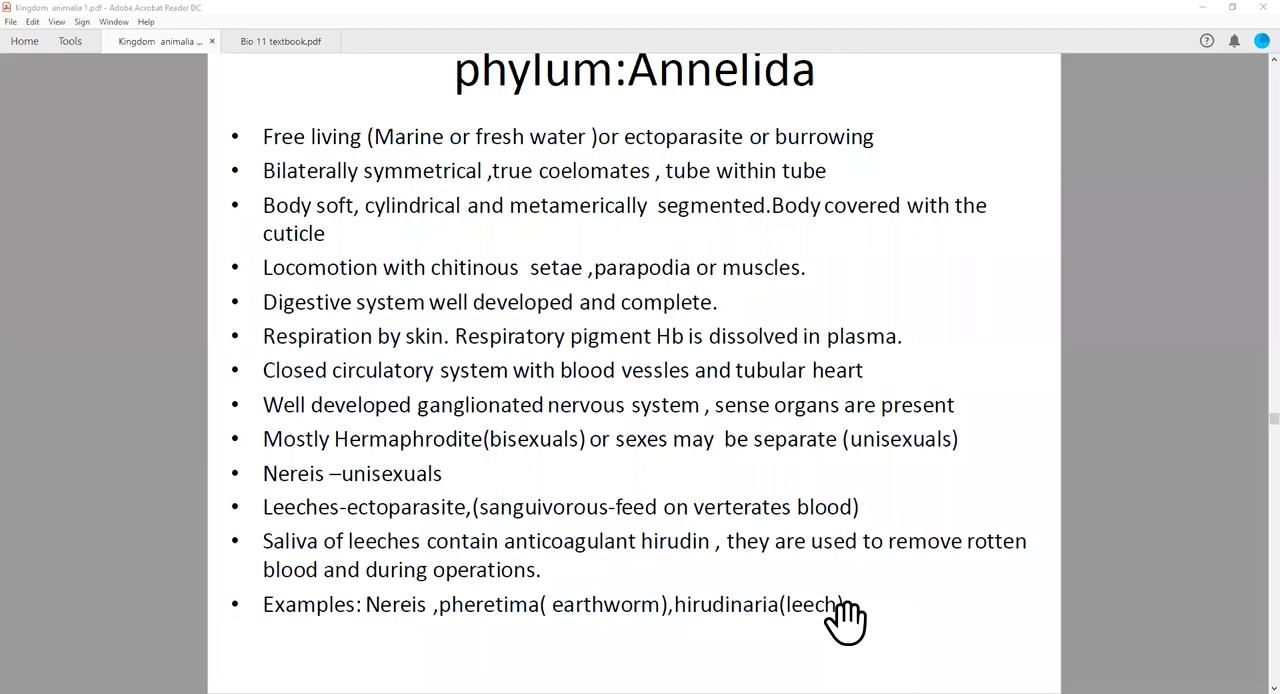 Kingdom animalia 1.pdf - Adobe Acrobat Reader DC
File Edit View Sign Window Help
Home Tools Kingdom animalia ... × Bio 11 textbook.pdf
phylum:Annelida
• Free living (Marine or fresh water )or ectoparasite or burrowing
• Bilaterally symmetrical ,true coelomates , tube within tube
• Body soft, cylindrical and metamerically segmented.Body covered with the
cuticle
• Locomotion with chitinous setae ,parapodia or muscles.
• Digestive system well developed and complete.
• Respiration by skin. Respiratory pigment Hb is dissolved in plasma.
• Closed circulatory system with blood vessles and tubular heart
• Well developed ganglionated nervous system , sense organs are present
• Mostly Hermaphrodite(bisexuals) or sexes may be separate (unisexuals)
• Nereis –unisexuals
• Leeches-ectoparasite,(sanguivorous-feed on verterates blood)
• Saliva of leeches contain anticoagulant hirudin , they are used to remove rotten
blood and during operations.
• Examples: Nereis ,pheretima( earthworm),hirudinaria(leech)